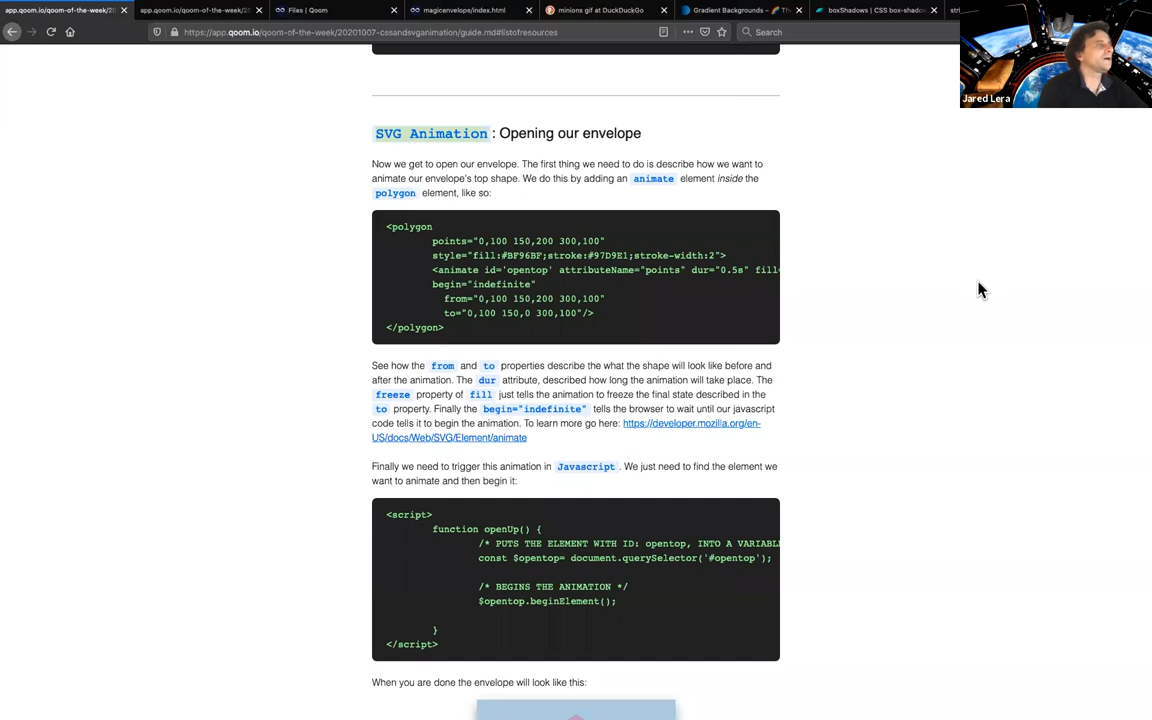 app.qoom.io/qoom-of-the-week/20
app.qoom.io/qoom-of-the-week/2020
Files | Qoom
magicenvelope/index.html
minions gif at DuckDuckGo
Gradient Backgrounds – Th
boxShadows | CSS box-shado
str
https://app.qoom.io/qoom-of-the-week/20201007-cssandsvganimation/guide.md#listofresources
Search
Jared Lera
SVG Animation : Opening our envelope
Now we get to open our envelope. The first thing we need to do is describe how we want to
animate our envelope's top shape. We do this by adding an animate element inside the
polygon element, like so:
<polygon
points="0,100 150,200 300,100"
style="fill:#BF96BF;stroke:#97D9E1;stroke-width:2">
<animate id='opentop' attributeName="points" dur="0.5s" fill=
begin="indefinite"
from="0,100 150,200 300,100"
to="0,100 150,0 300,100"/>
</polygon>
See how the from and to properties describe the what the shape will look like before and
after the animation. The dur attribute, described how long the animation will take place. The
freeze property of fill just tells the animation to freeze the final state described in the
to property. Finally the begin="indefinite" tells the browser to wait until our javascript
code tells it to begin the animation. To learn more go here: https://developer.mozilla.org/en-
US/docs/Web/SVG/Element/animate
Finally we need to trigger this animation in Javascript . We just need to find the element we
want to animate and then begin it:
<script>
function openUp() {
/* PUTS THE ELEMENT WITH ID: opentop, INTO A VARIABL
const $opentop= document.querySelector('#opentop');
/* BEGINS THE ANIMATION */
$opentop.beginElement();
}
</script>
When you are done the envelope will look like this: